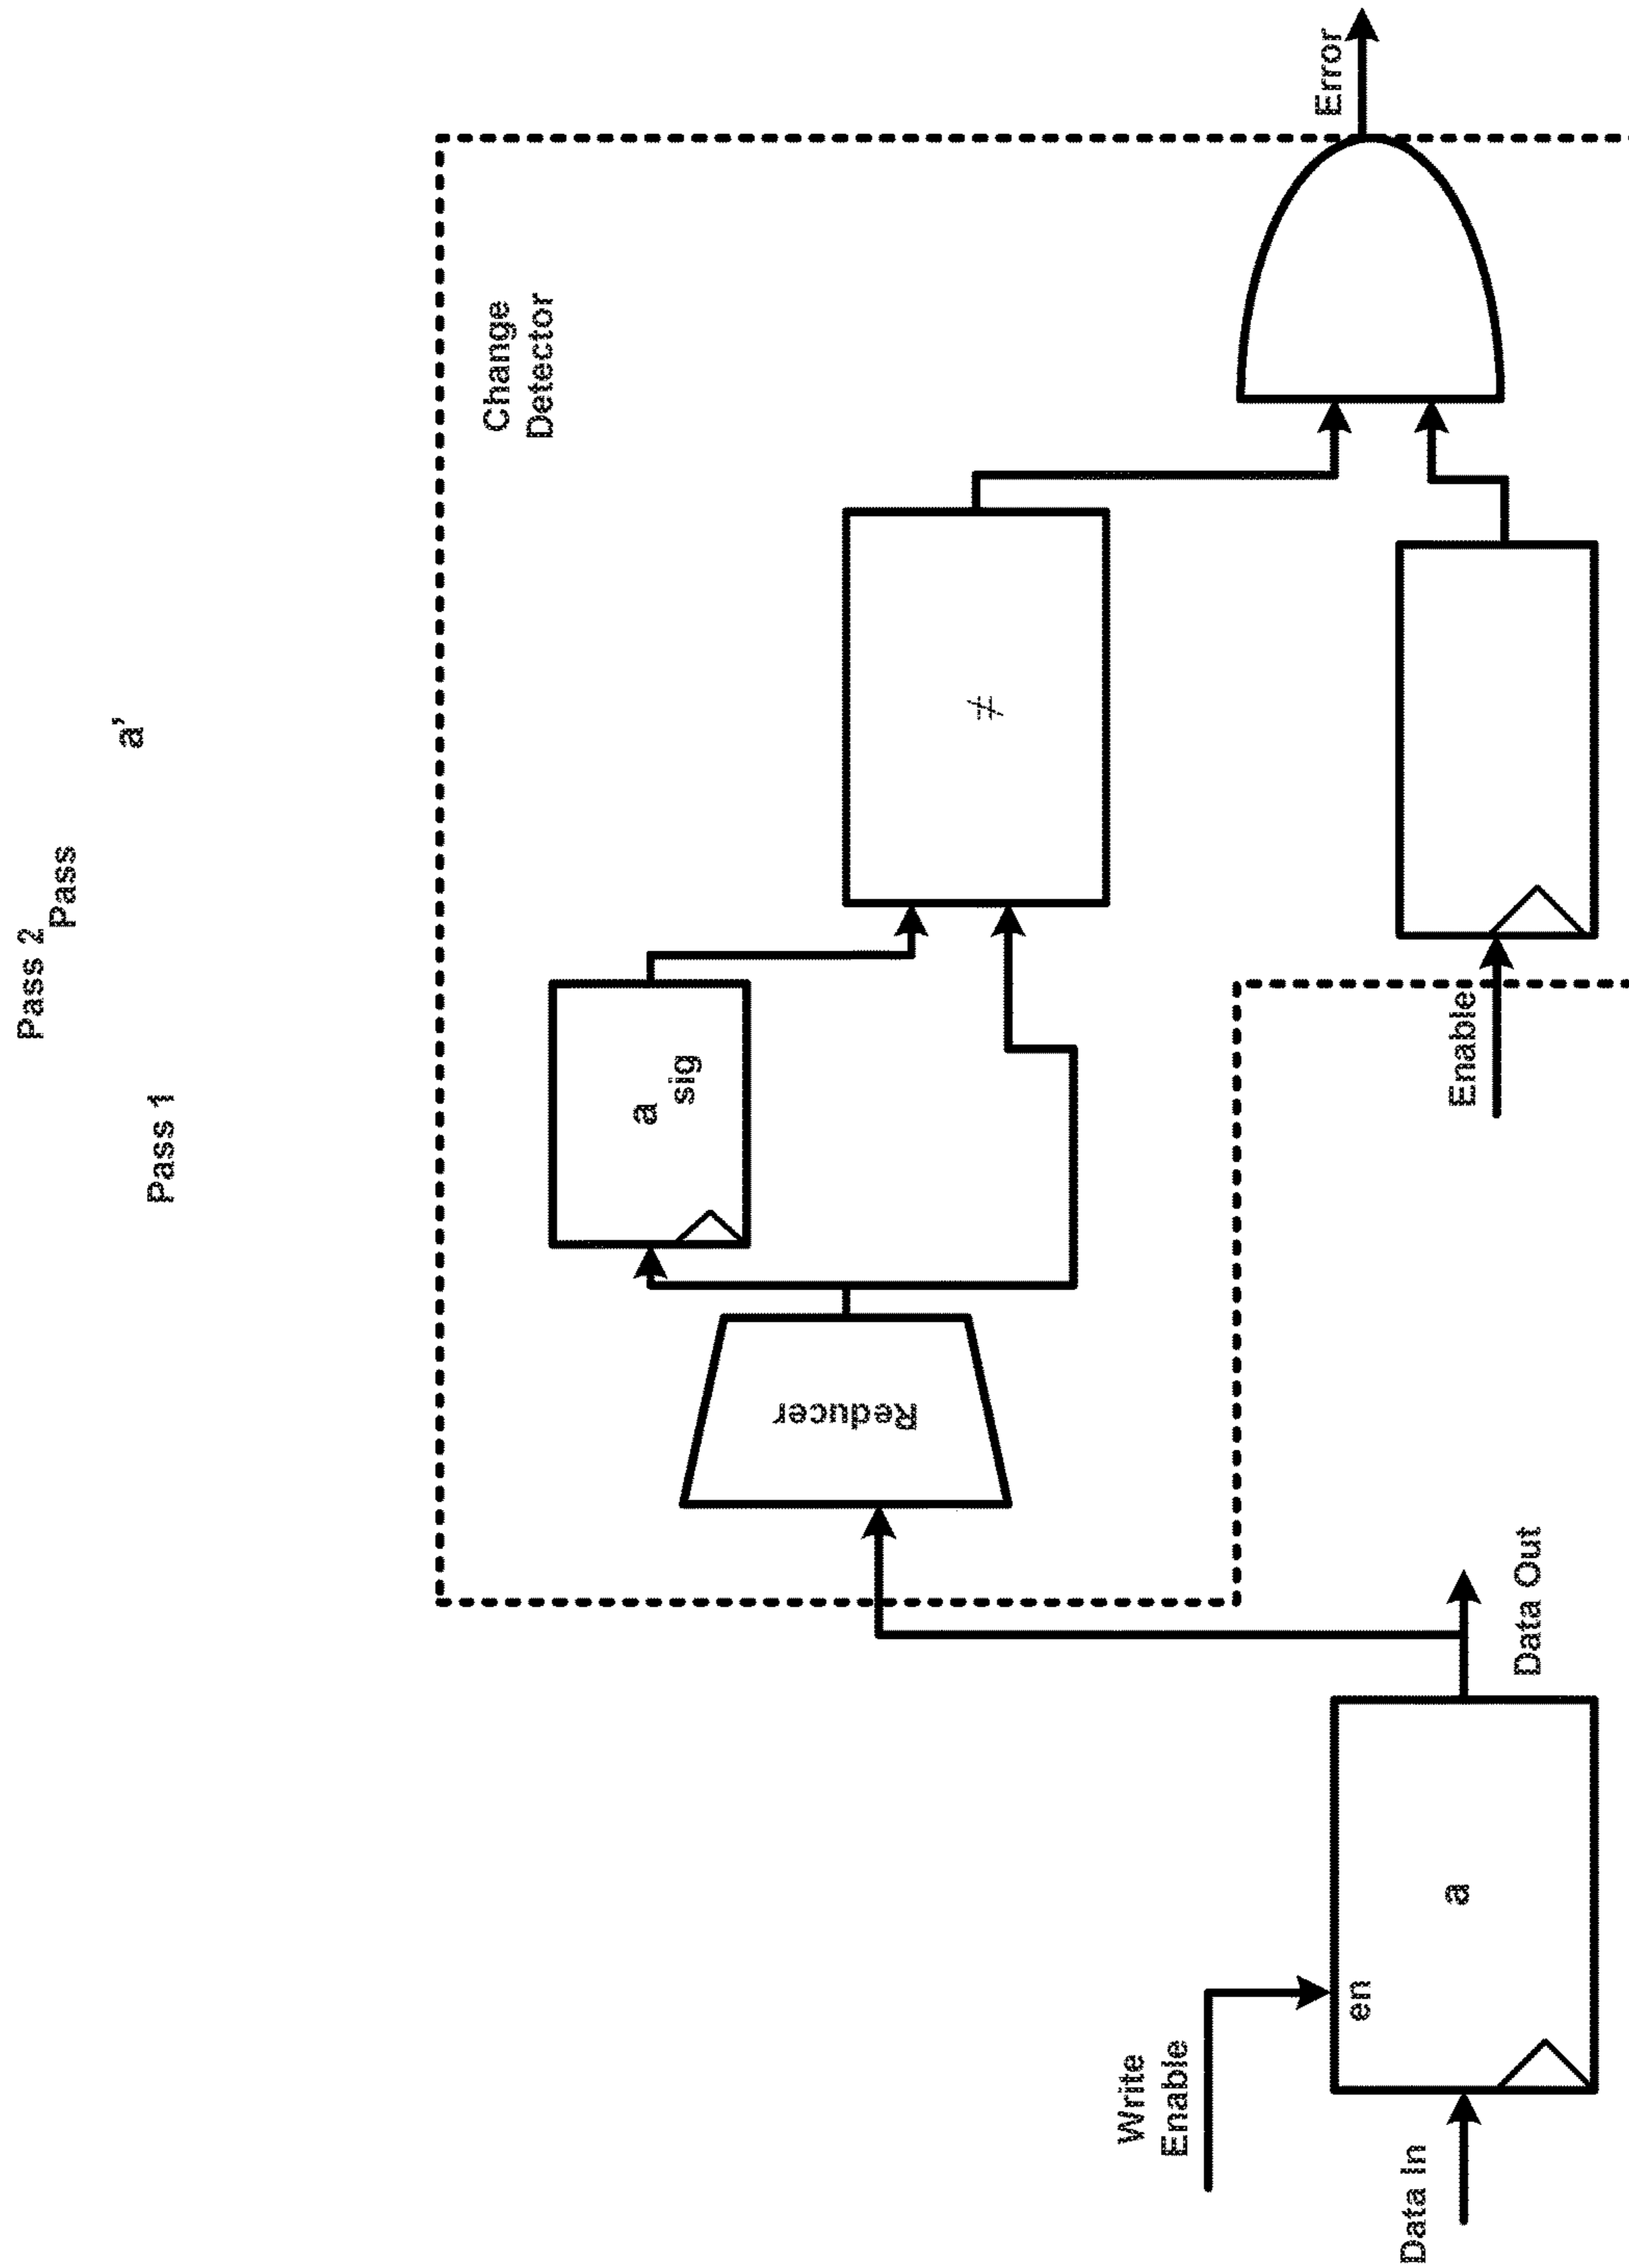 Pass 2
Pass
a'
Pass 1
Change
Detector
a
sig
Reducer
≠
Write
Enable
Error
en
Data In
a
Enable
Data Out